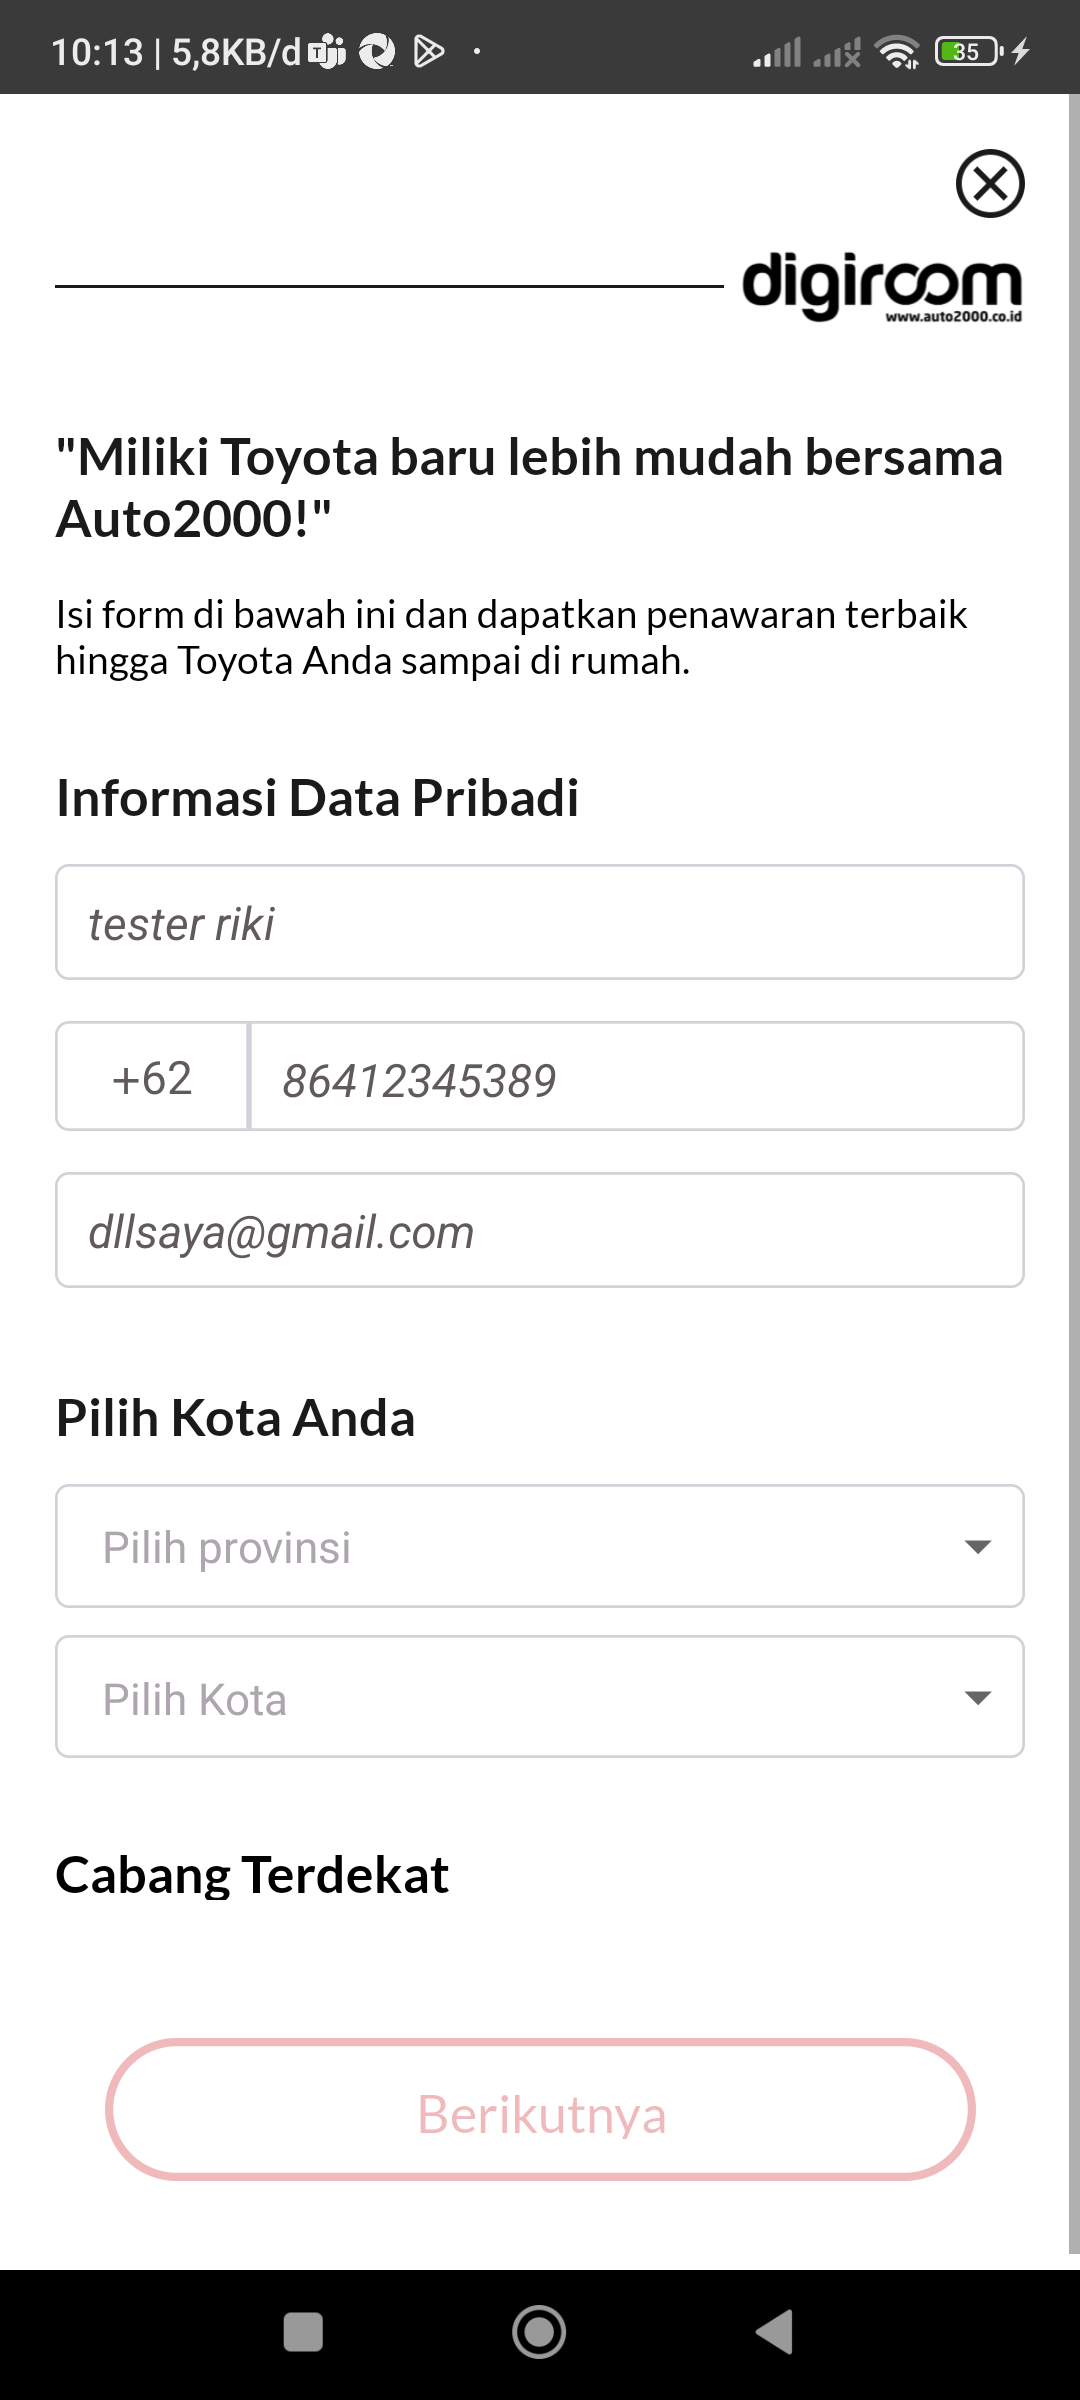 10:13 | 5,8KB/d
35
digiroom
www.auto2000.co.id
"Miliki Toyota baru lebih mudah bersama
Auto2000!"
Isi form di bawah ini dan dapatkan penawaran terbaik
hingga Toyota Anda sampai di rumah.
Informasi Data Pribadi
tester riki
+62 86412345389
dllsaya@gmail.com
Pilih Kota Anda
Pilih provinsi
Pilih Kota
Cabang Terdekat
Berikutnya